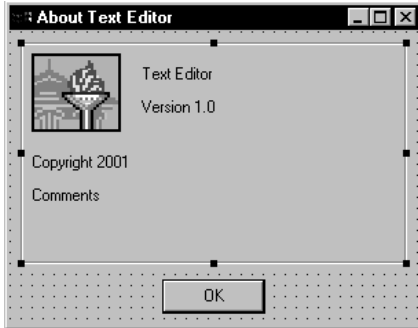 About Text Editor
Text Editor
Version 1.0
Copyright 2001
Comments
OK